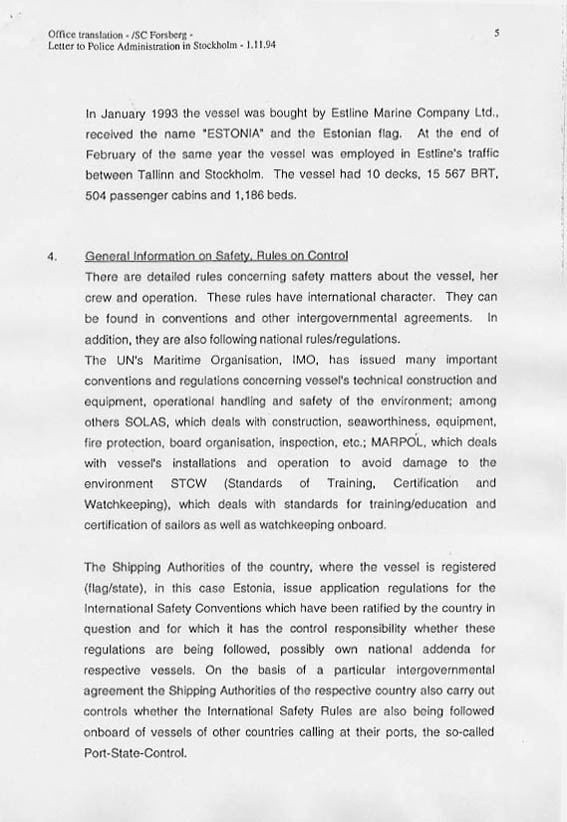 Office translation - /SC Forsberg -
Letter to Police Administration in Stockholm - 1.11.94
5
In January 1993 the vessel was bought by Estline Marine Company Ltd.,
received the name "ESTONIA" and the Estonian flag. At the end of
February of the same year the vessel was employed in Estline's traffic
between Tallinn and Stockholm. The vessel had 10 decks, 15 567 BRT,
504 passenger cabins and 1,186 beds.
4. General Information on Safety, Rules on Control
There are detailed rules concerning safety matters about the vessel, her
crew and operation. These rules have international character. They can
be found in conventions and other intergovernmental agreements. In
addition, they are also following national rules/regulations.
The UN's Maritime Organisation, IMO, has issued many important
conventions and regulations concerning vessel's technical construction and
equipment, operational handling and safety of the environment; among
others SOLAS, which deals with construction, seaworthiness, equipment,
fire protection, board organisation, inspection, etc.; MARPOL, which deals
with vessel's installations and operation to avoid damage to the
environment STCW (Standards of Training, Certification and
Watchkeeping), which deals with standards for training/education and
certification of sailors as well as watchkeeping onboard.
The Shipping Authorities of the country, where the vessel is registered
(flag/state), in this case Estonia, issue application regulations for the
International Safety Conventions which have been ratified by the country in
question and for which it has the control responsibility whether these
regulations are being followed, possibly own national addenda for
respective vessels. On the basis of a particular intergovernmental
agreement the Shipping Authorities of the respective country also carry out
controls whether the International Safety Rules are also being followed
onboard of vessels of other countries calling at their ports, the so-called
Port-State-Control.